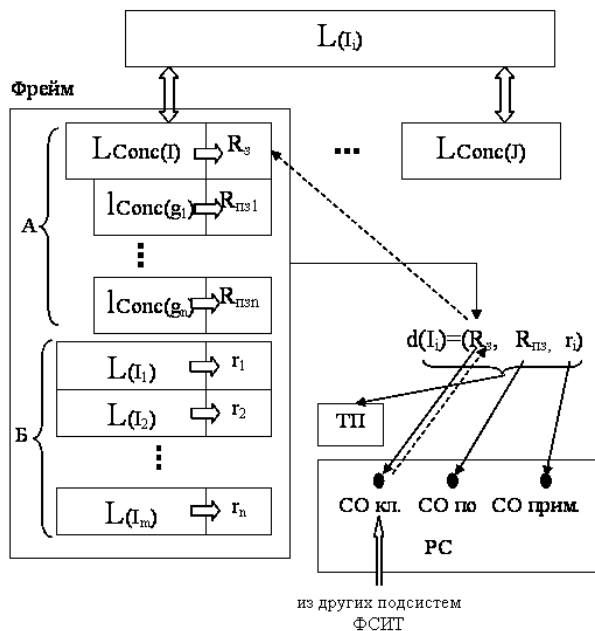 L(Ii)
Фрейм
LConc(I) Rз
LConc(J)
А
lConc(g1) Rпз1
lConc(gn) Rпзn
d(Ii)=(Rз, Rпз, ri)
Б
L(I1) r1
L(I2) r2
ТП
L(Im) rn
СО кл. СО по СО прим.
РС
из других подсистем
ФСИТ